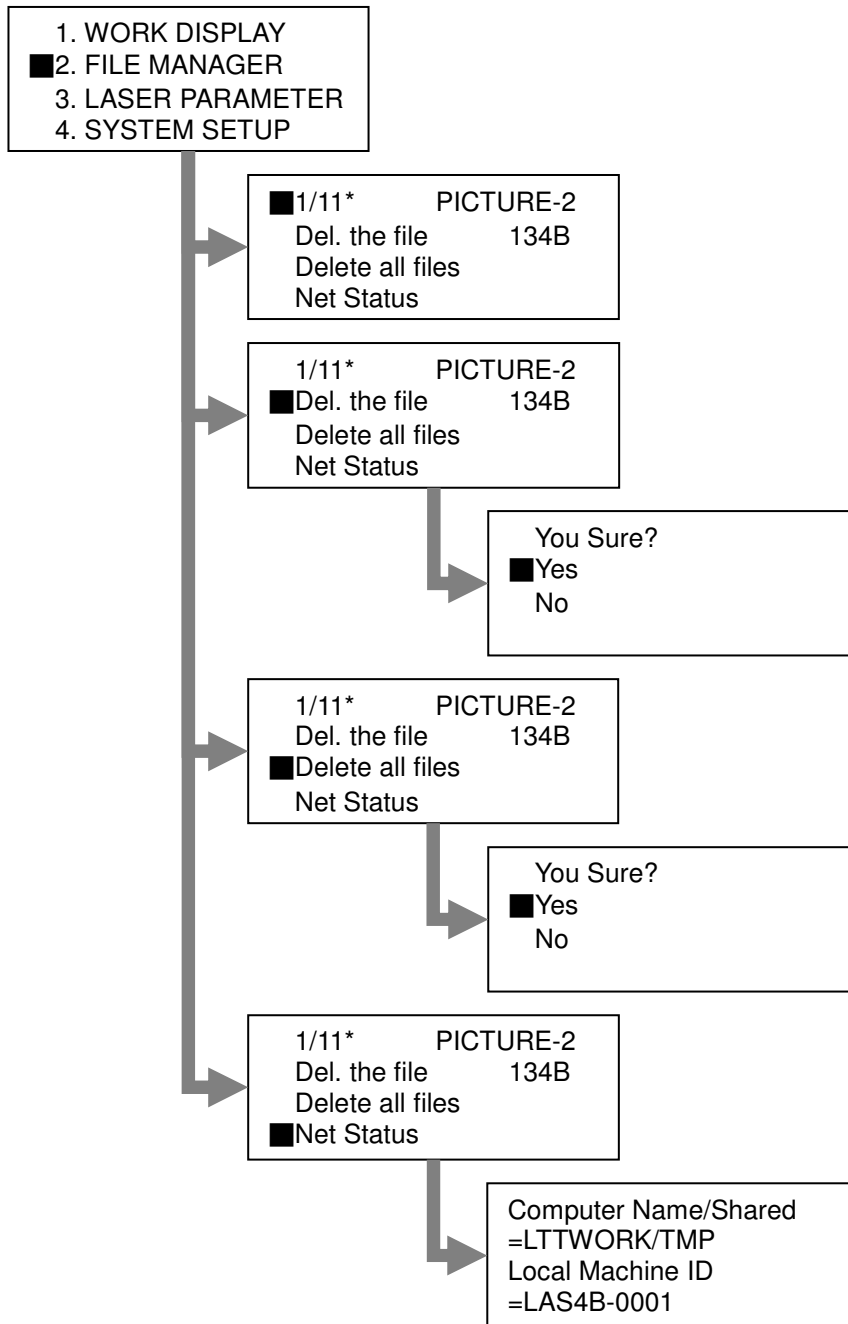 1. WORK DISPLAY
2. FILE MANAGER
3. LASER PARAMETER
4. SYSTEM SETUP
1/11* PICTURE-2
Del. the file 134B
Delete all files
Net Status
1/11* PICTURE-2
Del. the file 134B
Delete all files
Net Status
You Sure?
Yes
No
1/11* PICTURE-2
Del. the file 134B
Delete all files
Net Status
You Sure?
Yes
No
1/11* PICTURE-2
Del. the file 134B
Delete all files
Net Status
Computer Name/Shared
=LTTWORK/TMP
Local Machine ID
=LAS4B-0001